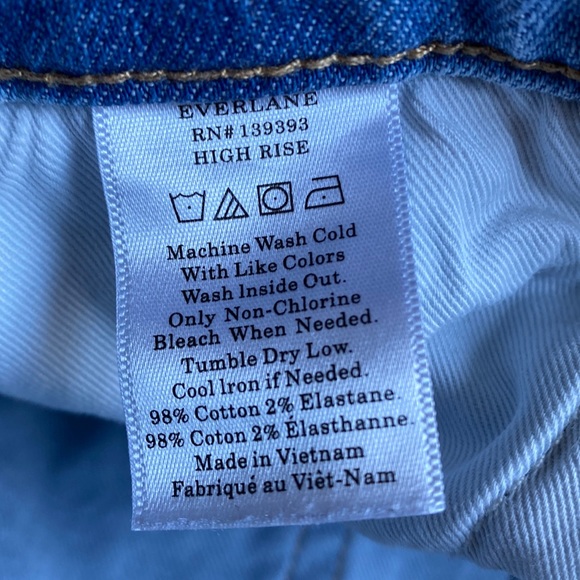 EVERLANE
RN# 139393
HIGH RISE
Machine Wash Cold
With Like Colors
Wash Inside Out.
Only Non-Chlorine
Bleach When Needed.
Tumble Dry Low.
Cool Iron if Needed.
98% Cotton 2% Elastane.
98% Coton 2% Élasthanne.
Made in Vietnam
Fabriqué au Viêt-Nam